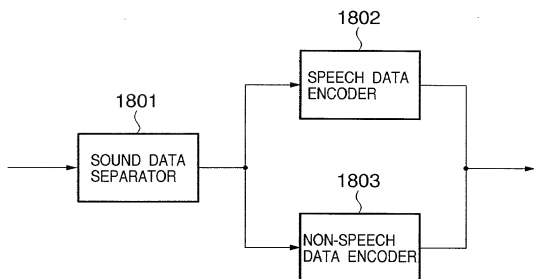 1802
SPEECH DATA
ENCODER
1801
SOUND DATA
SEPARATOR
1803
NON-SPEECH
DATA ENCODER